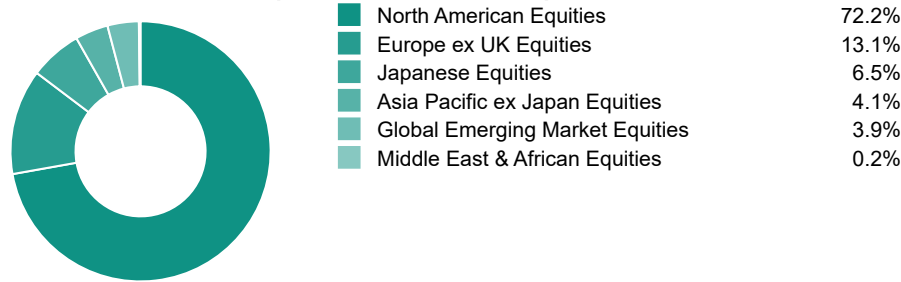 North American Equities 72.2%
Europe ex UK Equities 13.1%
Japanese Equities 6.5%
Asia Pacific ex Japan Equities 4.1%
Global Emerging Market Equities 3.9%
Middle East & African Equities 0.2%